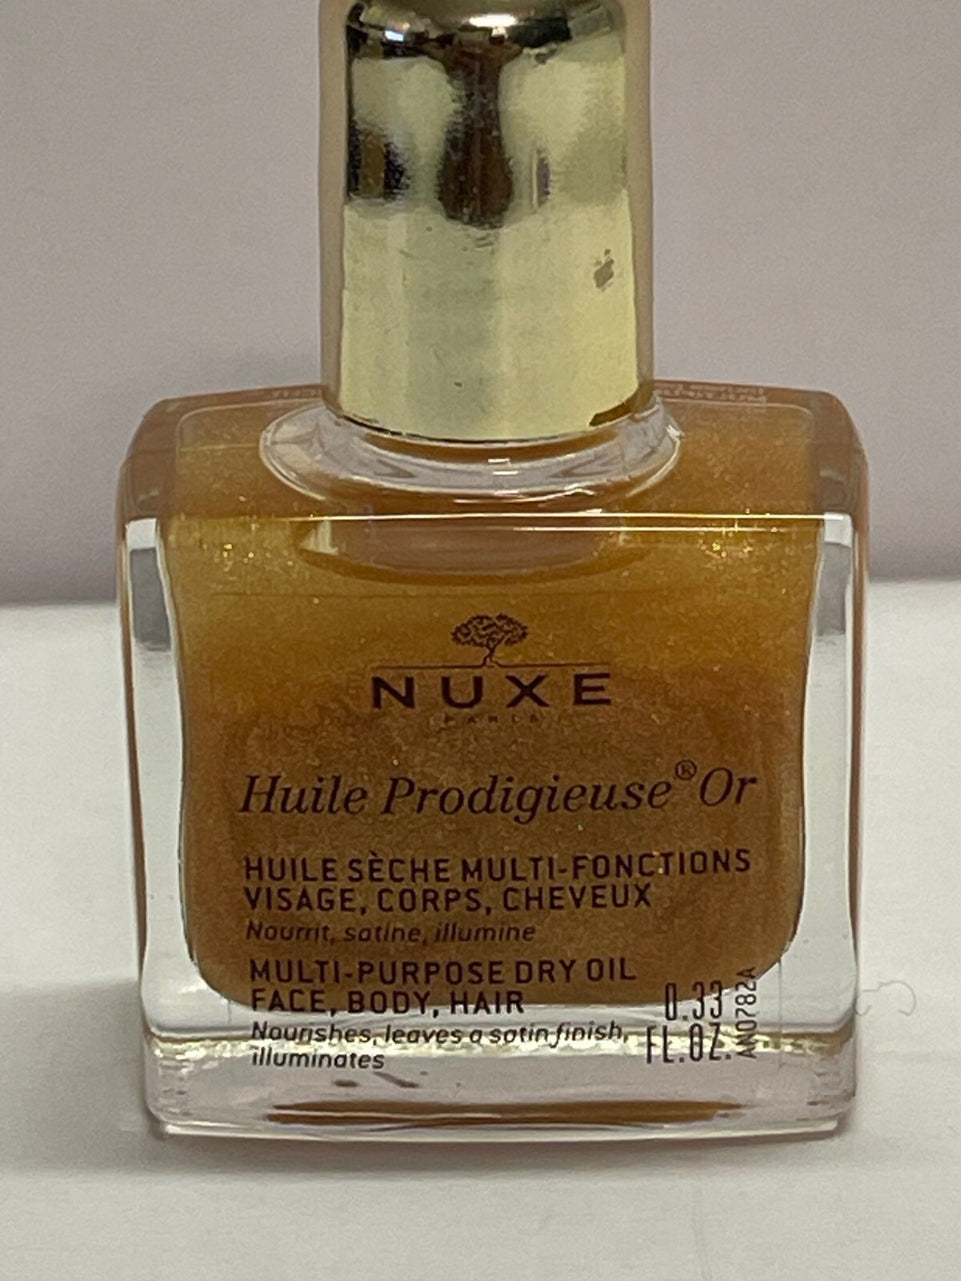 NUXE
PARIS
Huile Prodigieuse® Or
HUILE SÈCHE MULTI-FONCTIONS
VISAGE, CORPS, CHEVEUX
Nourrit, satine, illumine
MULTI-PURPOSE DRY OIL
FACE, BODY, HAIR
Nourishes, leaves a satin finish,
illuminates
0.33
FL.OZ.
AN0782A